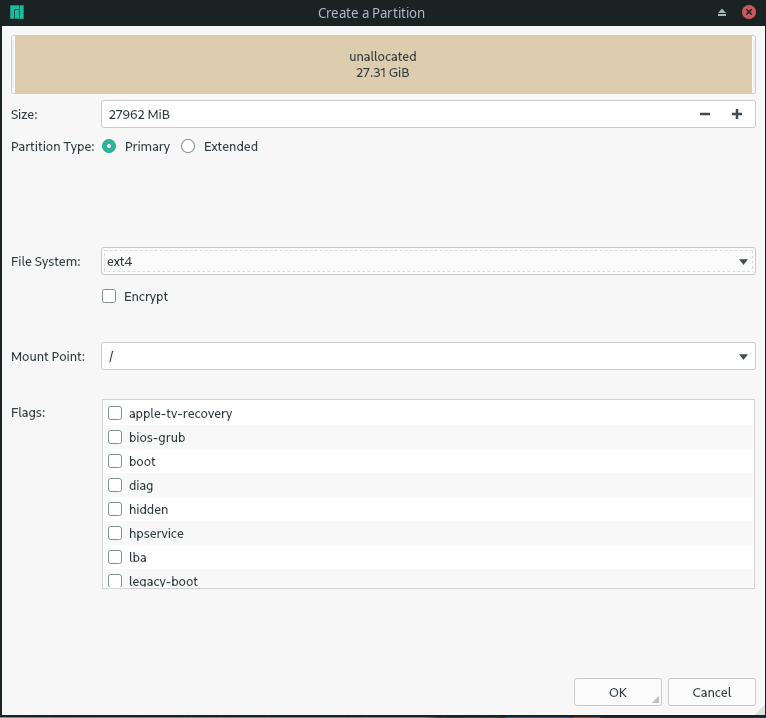 Create a Partition
unallocated
27.31 GiB
Size: 27962 MiB
Partition Type: Primary Extended
File System: ext4
Encrypt
Mount Point: /
Flags: apple-tv-recovery
bios-grub
boot
diag
hidden
hpservice
lba
legacy-boot
OK Cancel